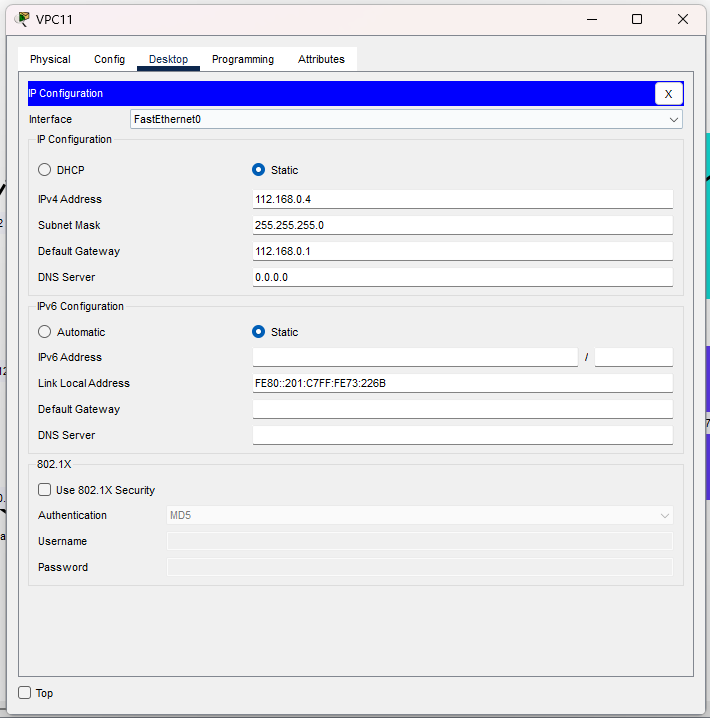 VPC11
Physical Config Desktop Programming Attributes
IP Configuration X
Interface FastEthernet0
IP Configuration
DHCP Static
IPv4 Address 112.168.0.4
Subnet Mask 255.255.255.0
Default Gateway 112.168.0.1
DNS Server 0.0.0.0
IPv6 Configuration
Automatic Static
IPv6 Address /
Link Local Address FE80::201:C7FF:FE73:226B
Default Gateway
DNS Server
802.1X
Use 802.1X Security
Authentication MD5
Username
Password
Top